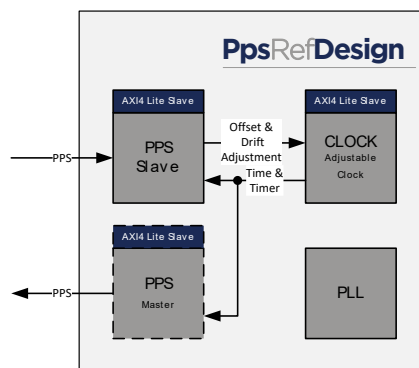 PpsRefDesign
AXI4 Lite Slave
PPS
Slave
Offset &
Drift
Adjustment
Time &
Timer
AXI4 Lite Slave
CLOCK
Adjustable
Clock
PPS
AXI4 Lite Slave
PPS
Master
PPS
PLL